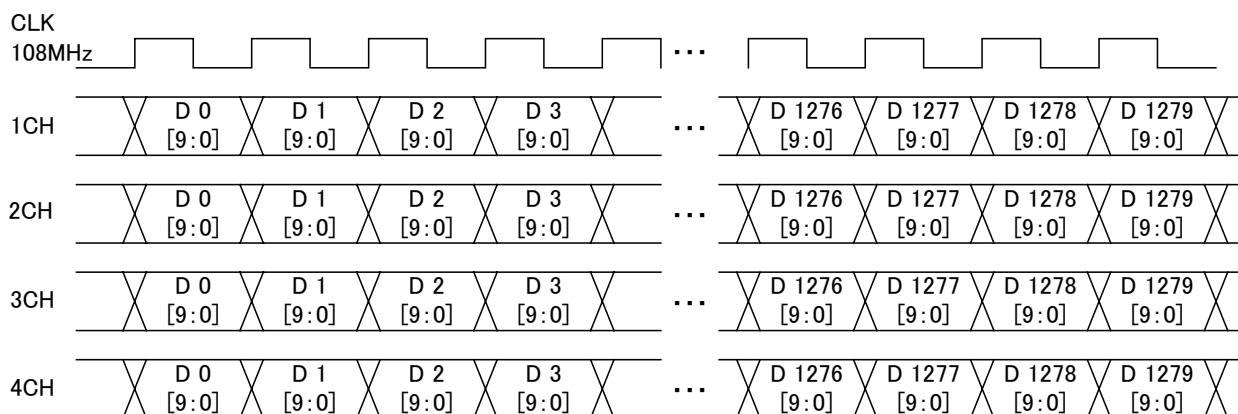 CLK
108MHz ...
1CH D 0 D 1 D 2 D 3 ... D 1276 D 1277 D 1278 D 1279
[9:0] [9:0] [9:0] [9:0] [9:0] [9:0] [9:0] [9:0]
2CH D 0 D 1 D 2 D 3 ... D 1276 D 1277 D 1278 D 1279
[9:0] [9:0] [9:0] [9:0] [9:0] [9:0] [9:0] [9:0]
3CH D 0 D 1 D 2 D 3 ... D 1276 D 1277 D 1278 D 1279
[9:0] [9:0] [9:0] [9:0] [9:0] [9:0] [9:0] [9:0]
4CH D 0 D 1 D 2 D 3 ... D 1276 D 1277 D 1278 D 1279
[9:0] [9:0] [9:0] [9:0] [9:0] [9:0] [9:0] [9:0]